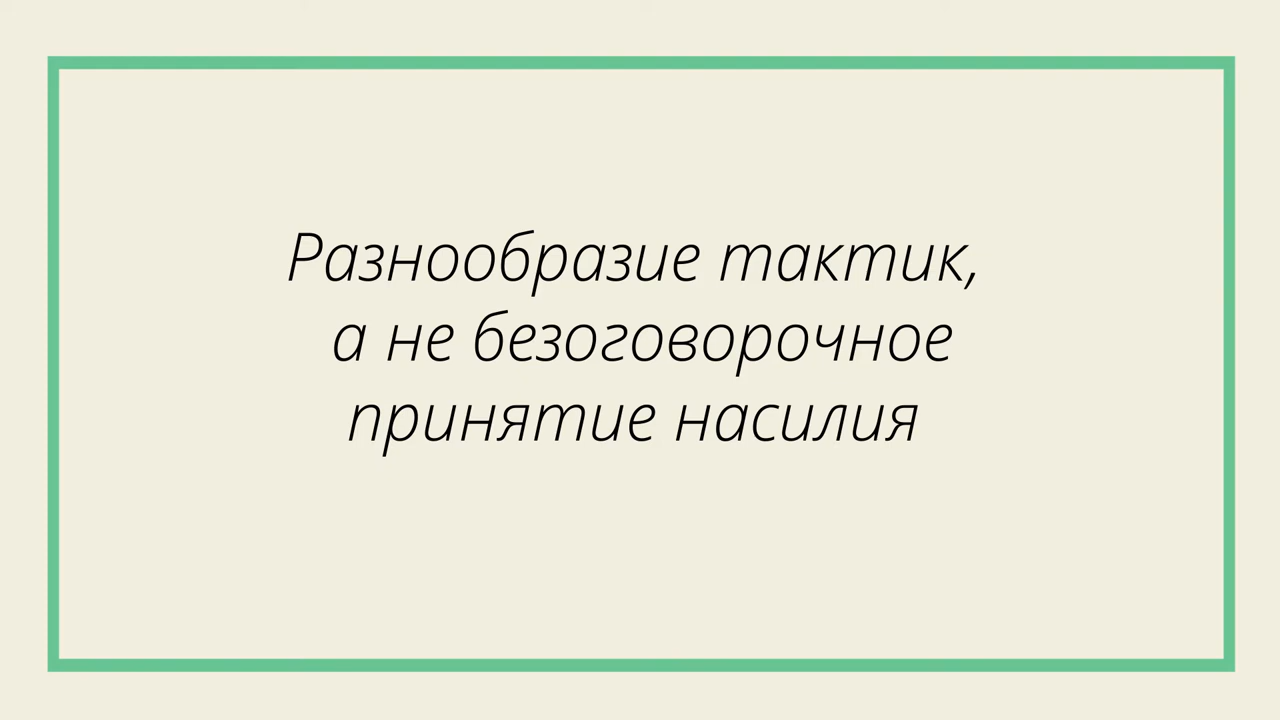 Разнообразие тактик,
а не безоговорочное
принятие насилия